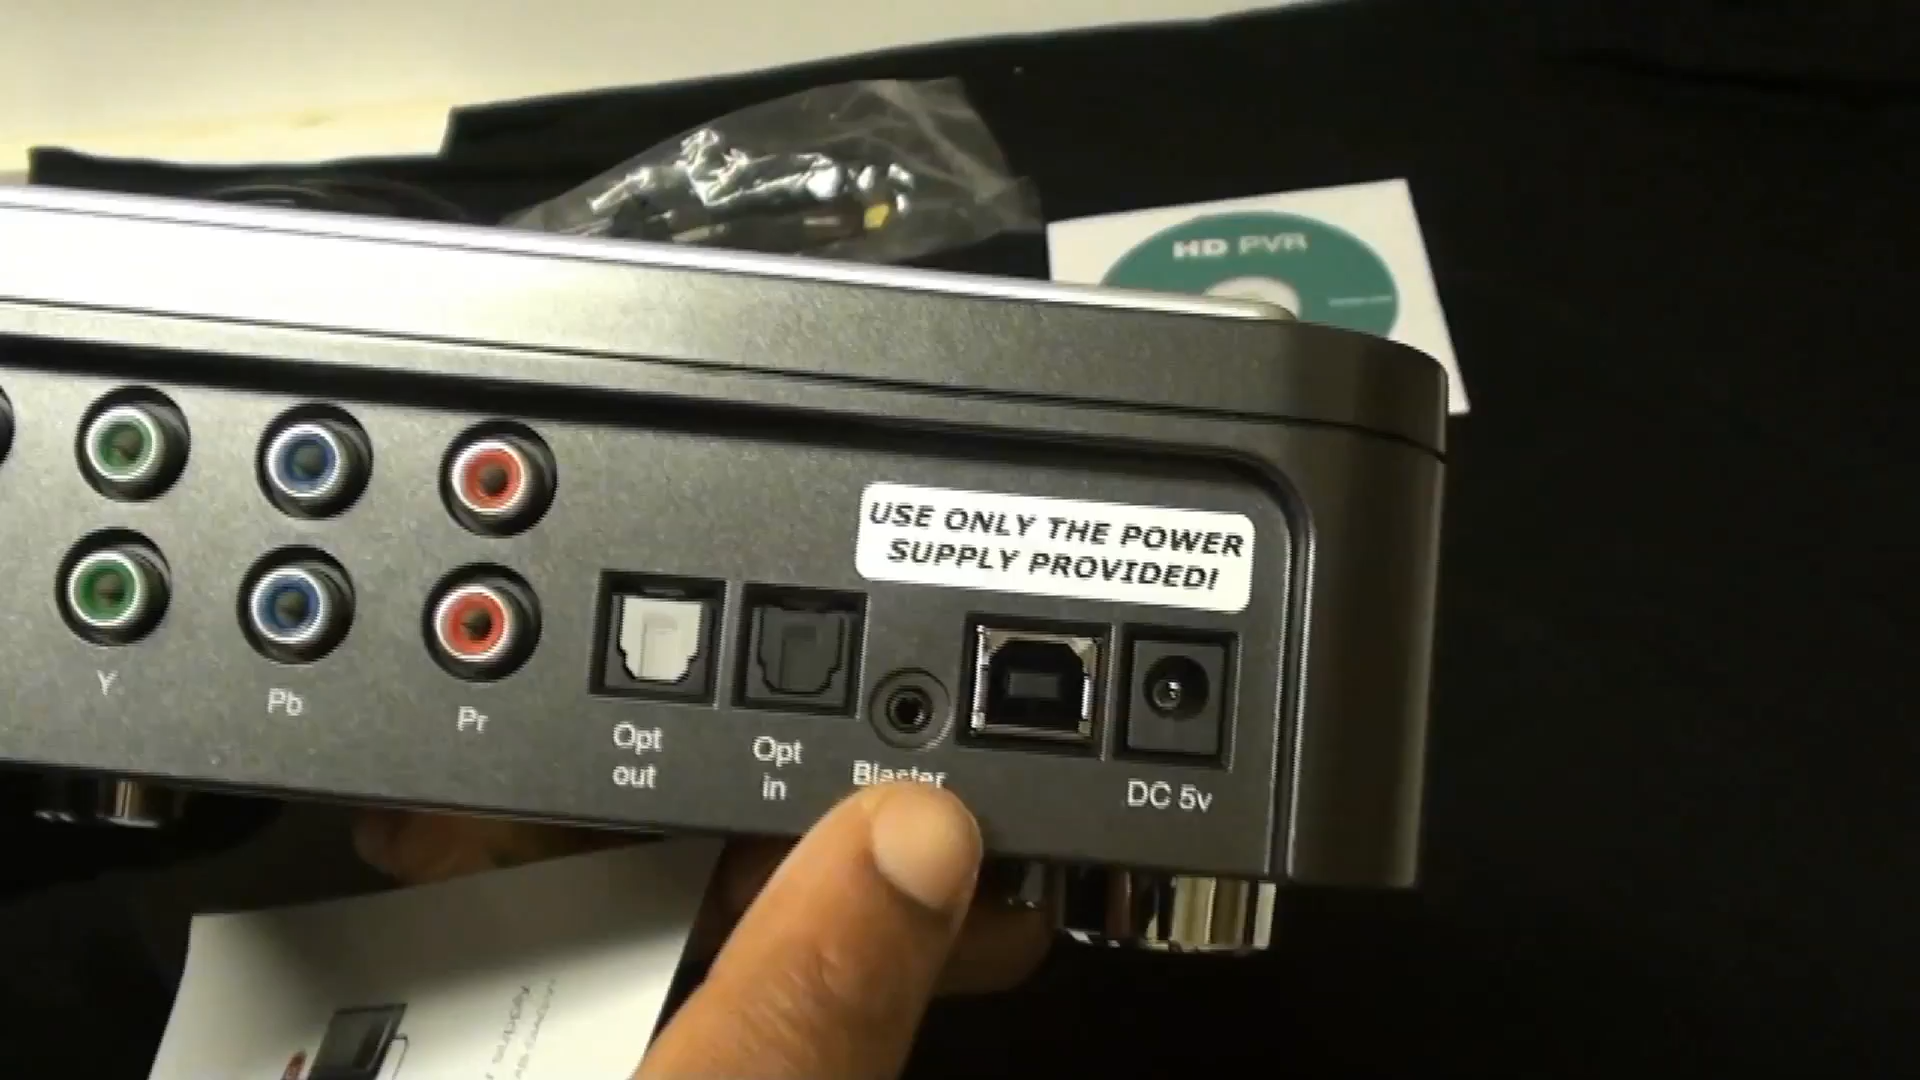 HD PVR
USE ONLY THE POWER
SUPPLY PROVIDED!
Y
Pb
Pr
Opt
out
Opt
in
Blaster
DC 5v